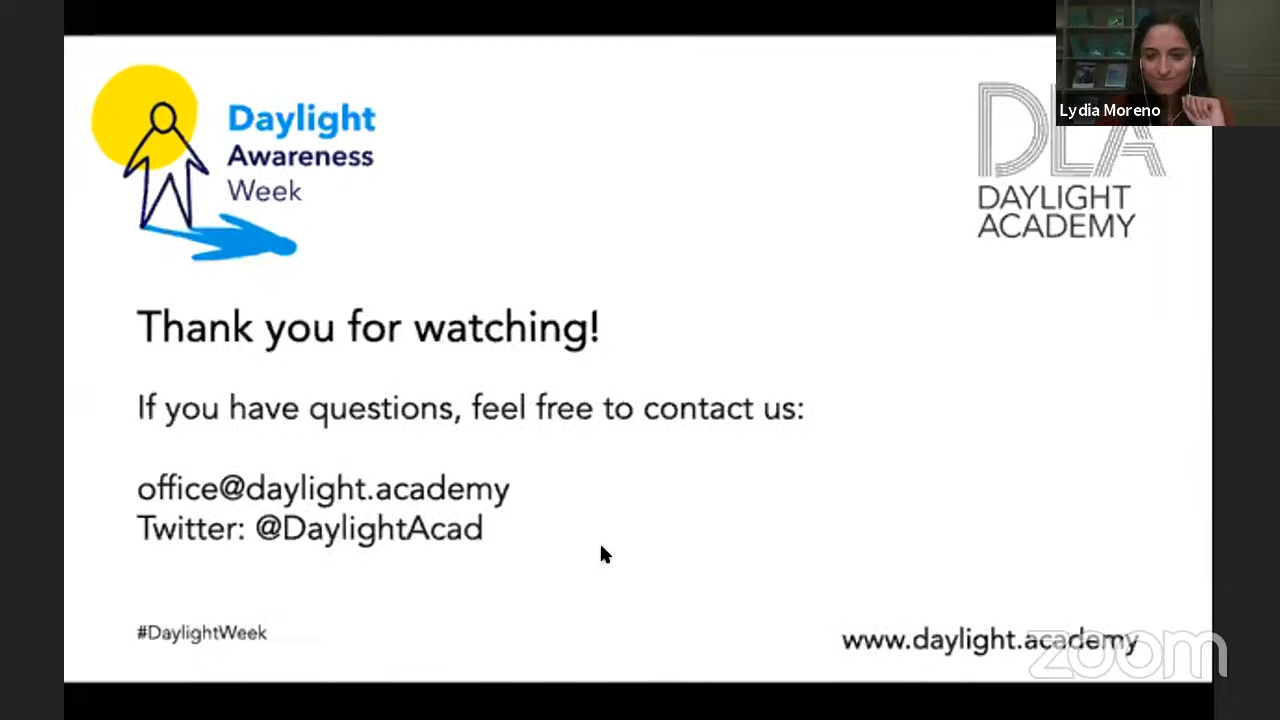 Daylight
Awareness
Week
Lydia Moreno
DLA
DAYLIGHT
ACADEMY
Thank you for watching!
If you have questions, feel free to contact us:
office@daylight.academy
Twitter: @DaylightAcad
#DaylightWeek
www.daylight.academy
zoom